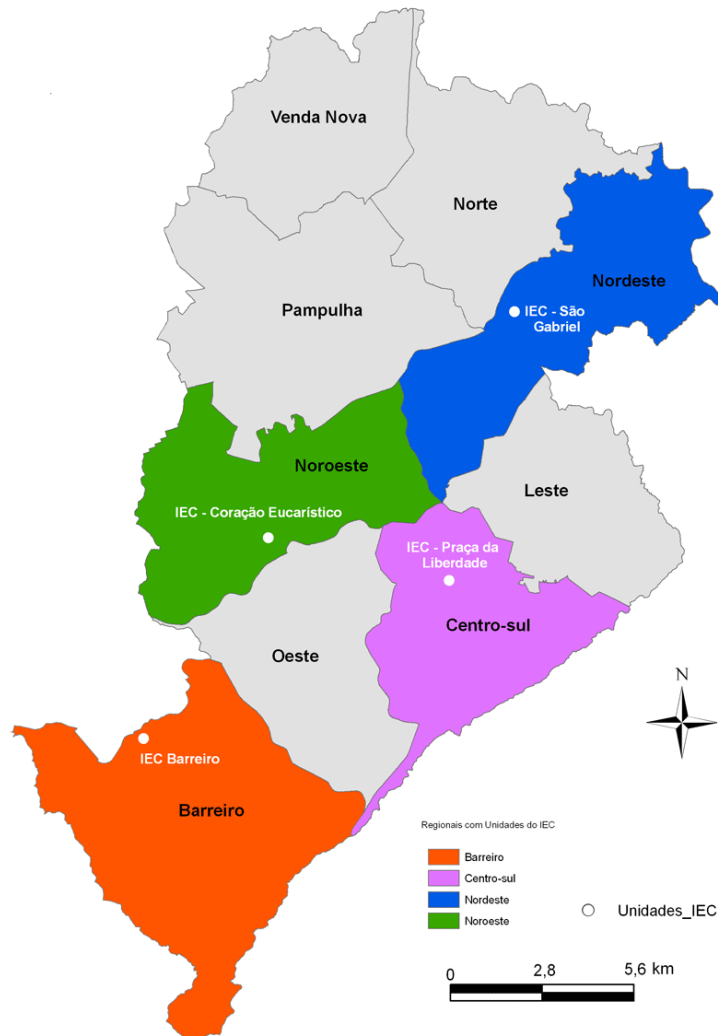 Venda Nova
Norte
Nordeste
Pampulha
IEC - São
Gabriel
Noroeste
Leste
IEC - Coração Eucarístico
IEC - Praça da
Liberdade
Centro-sul
Oeste
N
IEC Barreiro
Barreiro
Regionais com Unidades do IEC
Barreiro
Centro-sul
Nordeste
Noroeste
Unidades_IEC
0 2,8 5,6 km